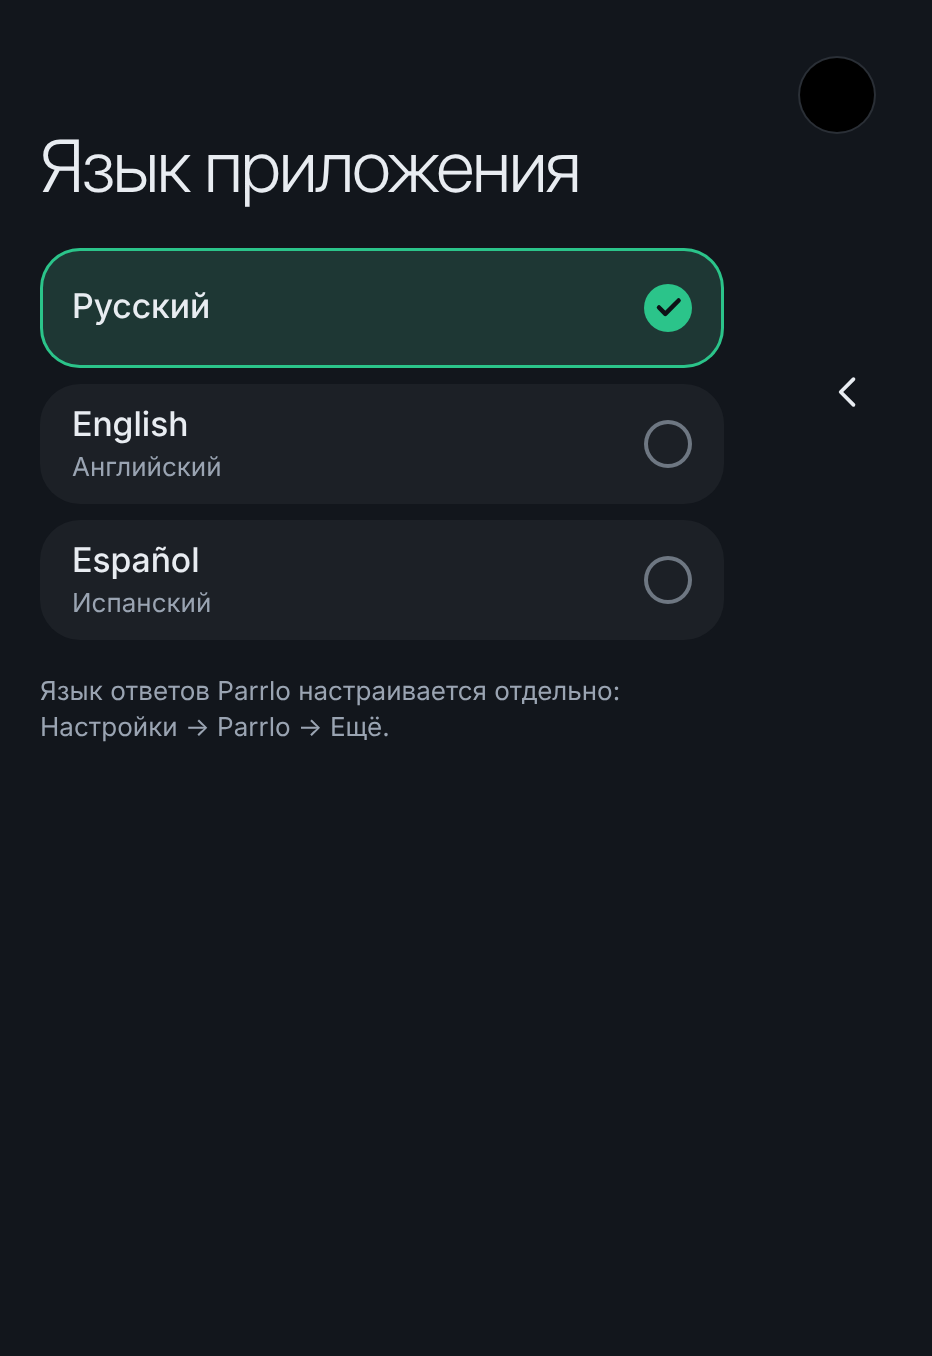 Язык приложения
Русский
English
Английский
Español
Испанский
Язык ответов Parrlo настраивается отдельно:
Настройки → Parrlo → Ещё.